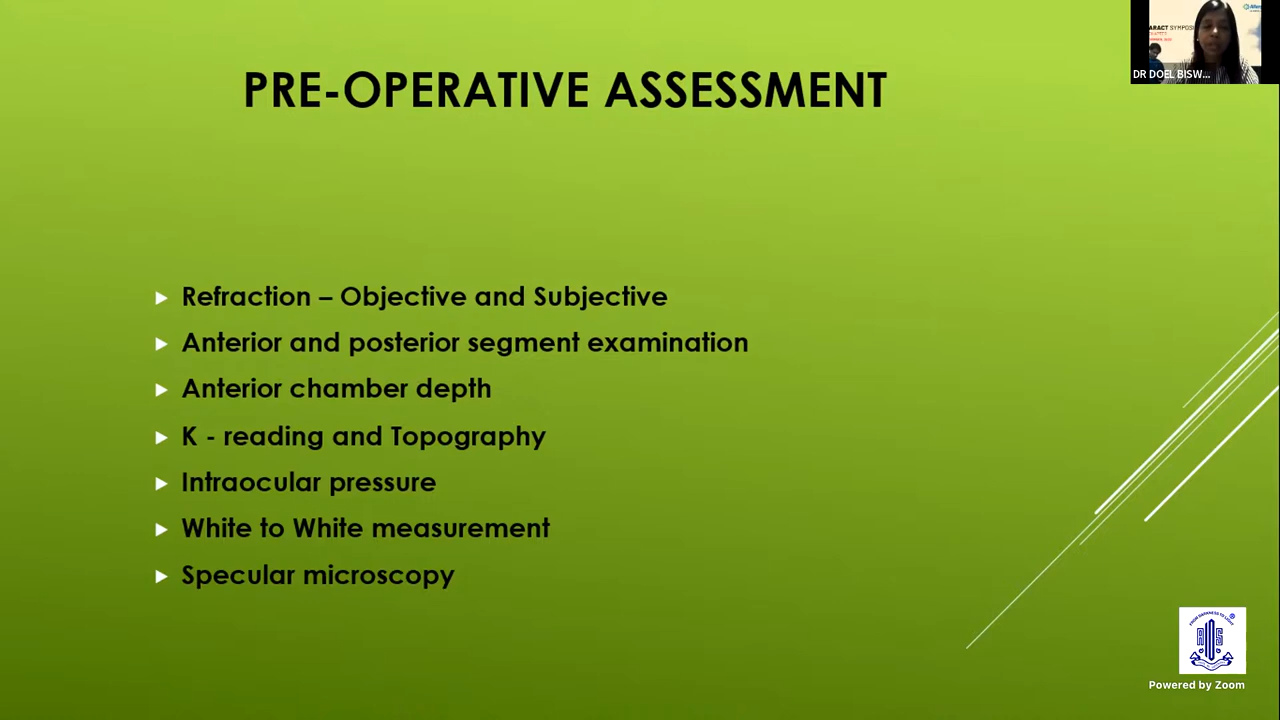 PRE-OPERATIVE ASSESSMENT
Refraction – Objective and Subjective
Anterior and posterior segment examination
Anterior chamber depth
K - reading and Topography
Intraocular pressure
White to White measurement
Specular microscopy
DR DOEL BISW...
Powered by Zoom